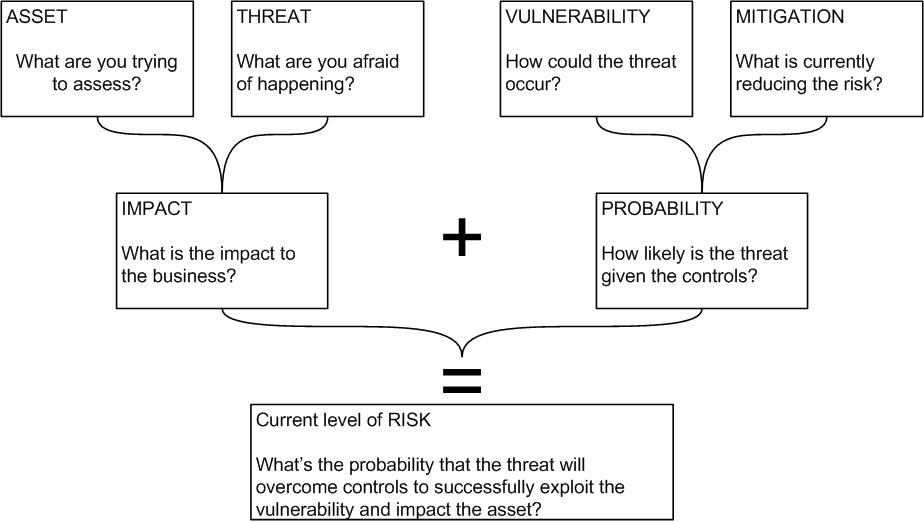 ASSET
What are you trying
to assess?
THREAT
What are you afraid
of happening?
VULNERABILITY
How could the threat
occur?
MITIGATION
What is currently
reducing the risk?
IMPACT
What is the impact to
the business?
+
PROBABILITY
How likely is the threat
given the controls?
=
Current level of RISK
What's the probability that the threat will
overcome controls to successfully exploit the
vulnerability and impact the asset?